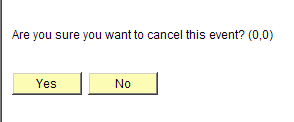 Are you sure you want to cancel this event? (0,0)
Yes No